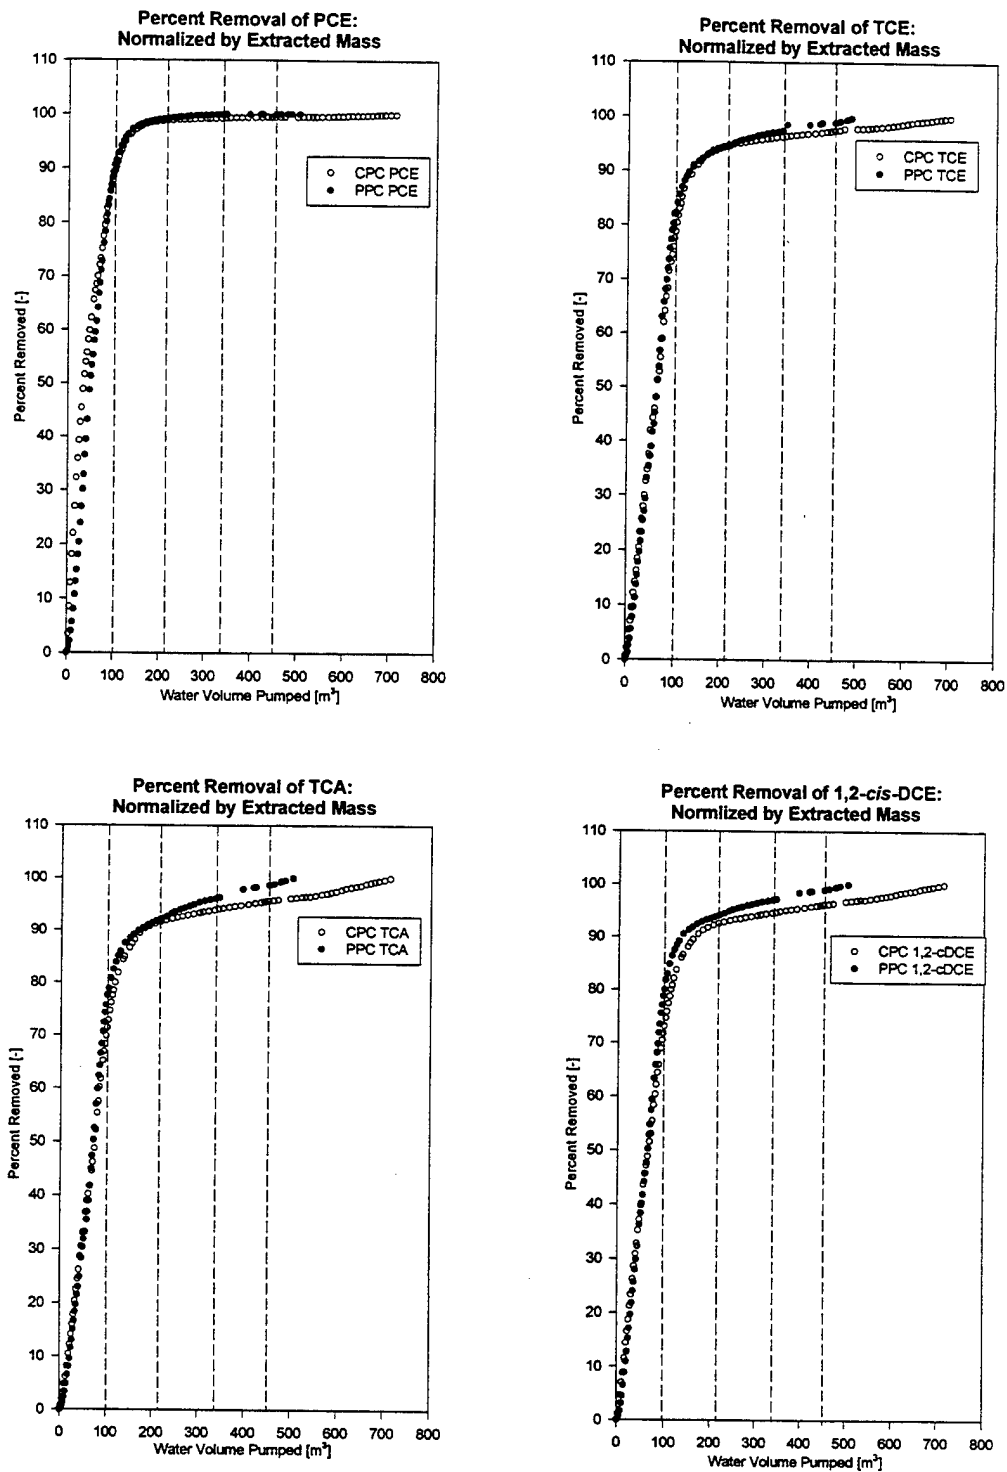 Percent Removal of PCE:
Normalized by Extracted Mass
110
100
90
80
70
60
50
40
30
20
10
0
Percent Removed [-]
CPC PCE
PPC PCE
0 100 200 300 400 500 600 700 800
Water Volume Pumped [m³]
Percent Removal of TCE:
Normalized by Extracted Mass
110
100
90
80
70
60
50
40
30
20
10
0
Percent Removed [-]
CPC TCE
PPC TCE
0 100 200 300 400 500 600 700 800
Water Volume Pumped [m³]
Percent Removal of TCA:
Normalized by Extracted Mass
110
100
90
80
70
60
50
40
30
20
10
0
Percent Removed [-]
CPC TCA
PPC TCA
0 100 200 300 400 500 600 700 800
Water Volume Pumped [m³]
Percent Removal of 1,2-cis-DCE:
Normlized by Extracted Mass
110
100
90
80
70
60
50
40
30
20
10
0
Percent Removed [-]
CPC 1,2-cDCE
PPC 1,2-cDCE
0 100 200 300 400 500 600 700 800
Water Volume Pumped [m³]